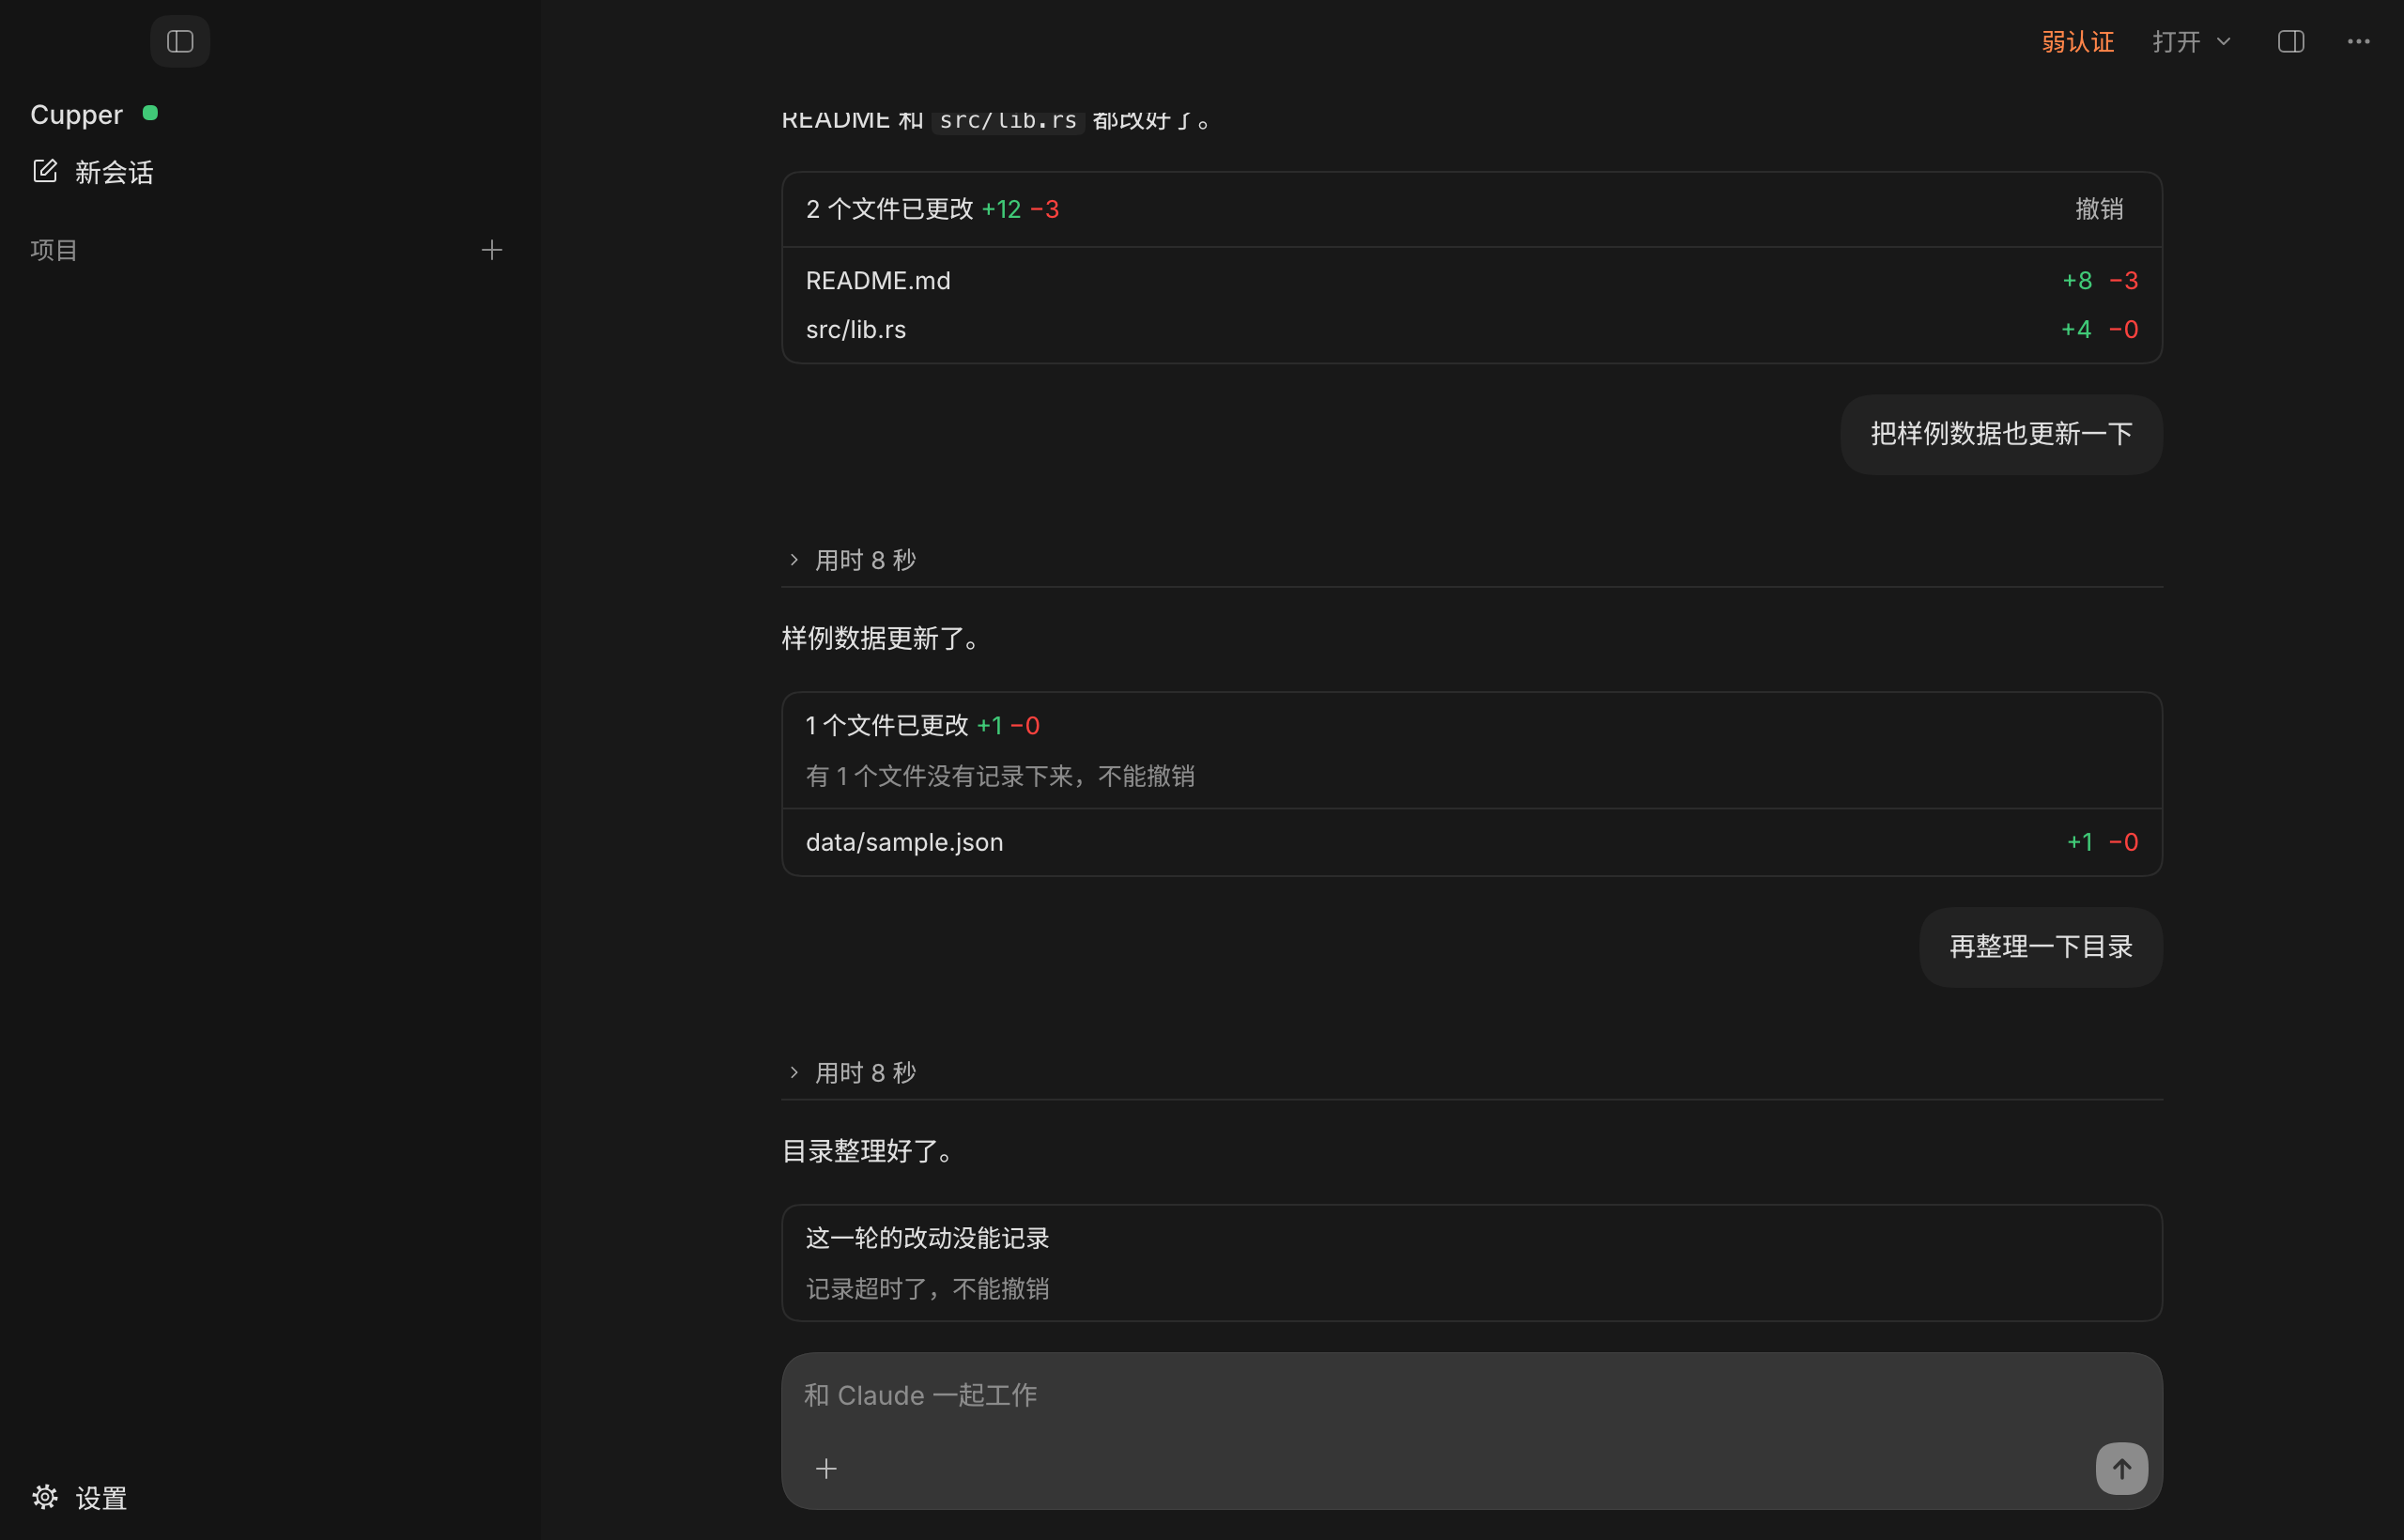 弱认证
打开
Cupper
新会话
项目
设置
README 和 src/lib.rs 都改好了。
2 个文件已更改 +12 −3
撤销
README.md +8 −3
src/lib.rs +4 −0
把样例数据也更新一下
用时 8 秒
样例数据更新了。
1 个文件已更改 +1 −0
有 1 个文件没有记录下来，不能撤销
data/sample.json +1 −0
再整理一下目录
用时 8 秒
目录整理好了。
这一轮的改动没能记录
记录超时了，不能撤销
和 Claude 一起工作